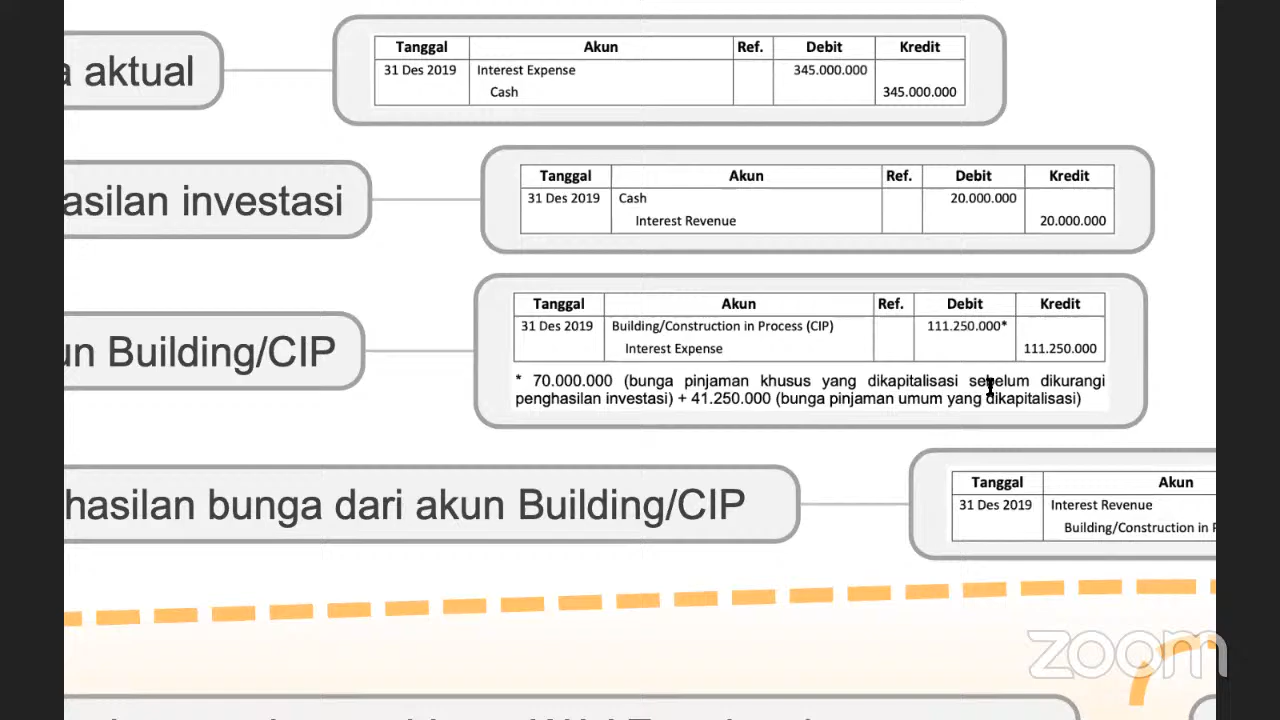 aktual
Tanggal Akun Ref. Debit Kredit
31 Des 2019 Interest Expense 345.000.000
Cash 345.000.000
asilan investasi
Tanggal Akun Ref. Debit Kredit
31 Des 2019 Cash 20.000.000
Interest Revenue 20.000.000
un Building/CIP
Tanggal Akun Ref. Debit Kredit
31 Des 2019 Building/Construction in Process (CIP) 111.250.000*
Interest Expense 111.250.000
* 70.000.000 (bunga pinjaman khusus yang dikapitalisasi sebelum dikurangi
penghasilan investasi) + 41.250.000 (bunga pinjaman umum yang dikapitalisasi)
hasilan bunga dari akun Building/CIP
Tanggal Akun
31 Des 2019 Interest Revenue
Building/Construction in
zoom